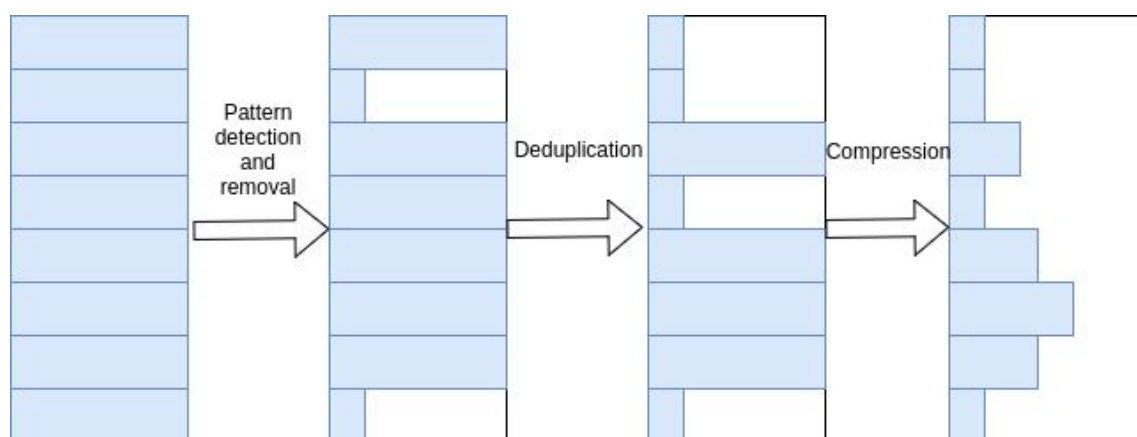 Pattern
detection
and
removal
Deduplication
Compression